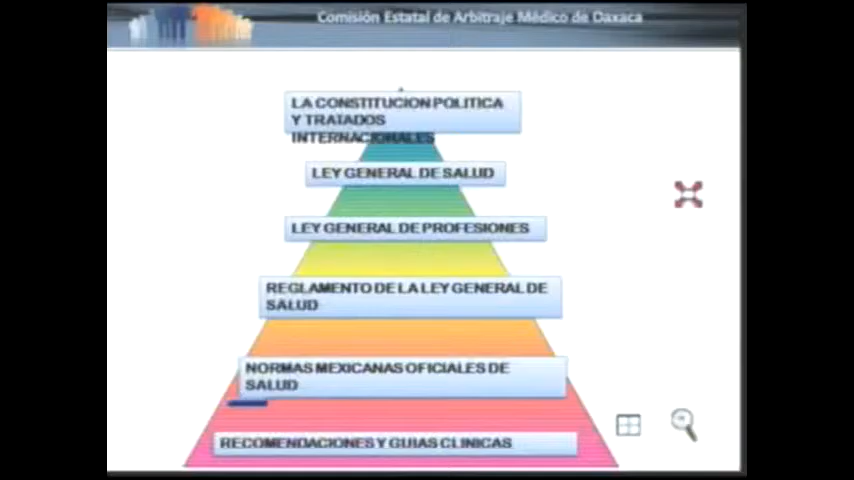 Comisión Estatal de Arbitraje Médico de Oaxaca
LA CONSTITUCION POLITICA
Y TRATADOS
INTERNACIONALES
LEY GENERAL DE SALUD
LEY GENERAL DE PROFESIONES
REGLAMENTO DE LA LEY GENERAL DE
SALUD
NORMAS MEXICANAS OFICIALES DE
SALUD
RECOMENDACIONES Y GUIAS CLINICAS